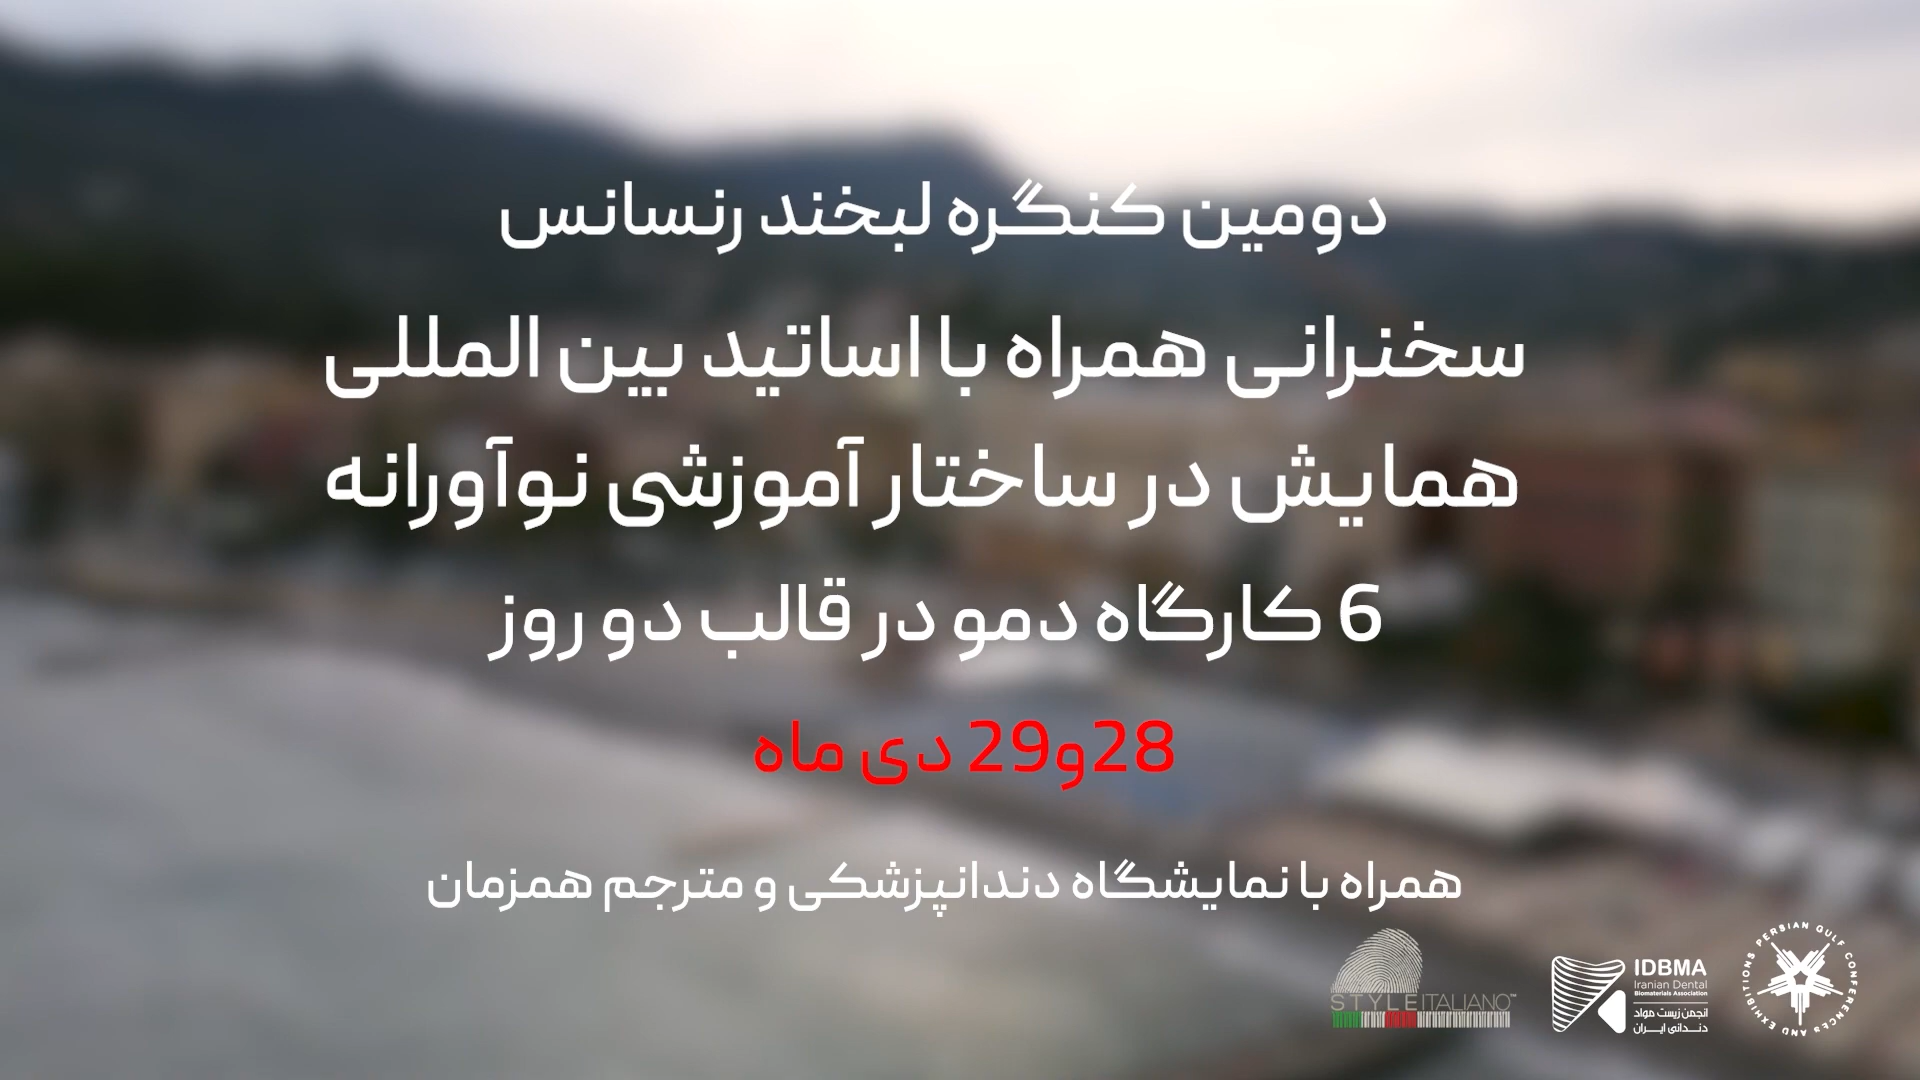 دومین کنگره لبخند رنسانس
سخنرانی همراه با اساتید بین المللی
همایش در ساختار آموزشی نوآورانه
6 کارگاه دمو در قالب دو روز
28و29 دی ماه
همراه با نمایشگاه دندانپزشکی و مترجم همزمان
STYLEITALIANO™
IDBMA
Iranian Dental
Biomaterials Association
انجمن زیست مواد
دندانی ایران
PERSIAN GULF CONFERENCES AND EXHIBITIONS